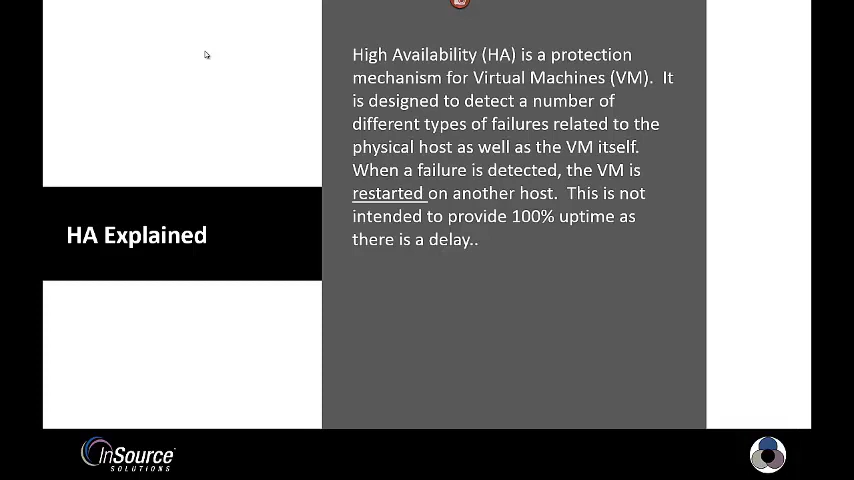 High Availability (HA) is a protection
mechanism for Virtual Machines (VM).  It
is designed to detect a number of
different types of failures related to the
physical host as well as the VM itself.
When a failure is detected, the VM is
restarted on another host.  This is not
intended to provide 100% uptime as
there is a delay..
HA Explained
InSource
SOLUTIONS